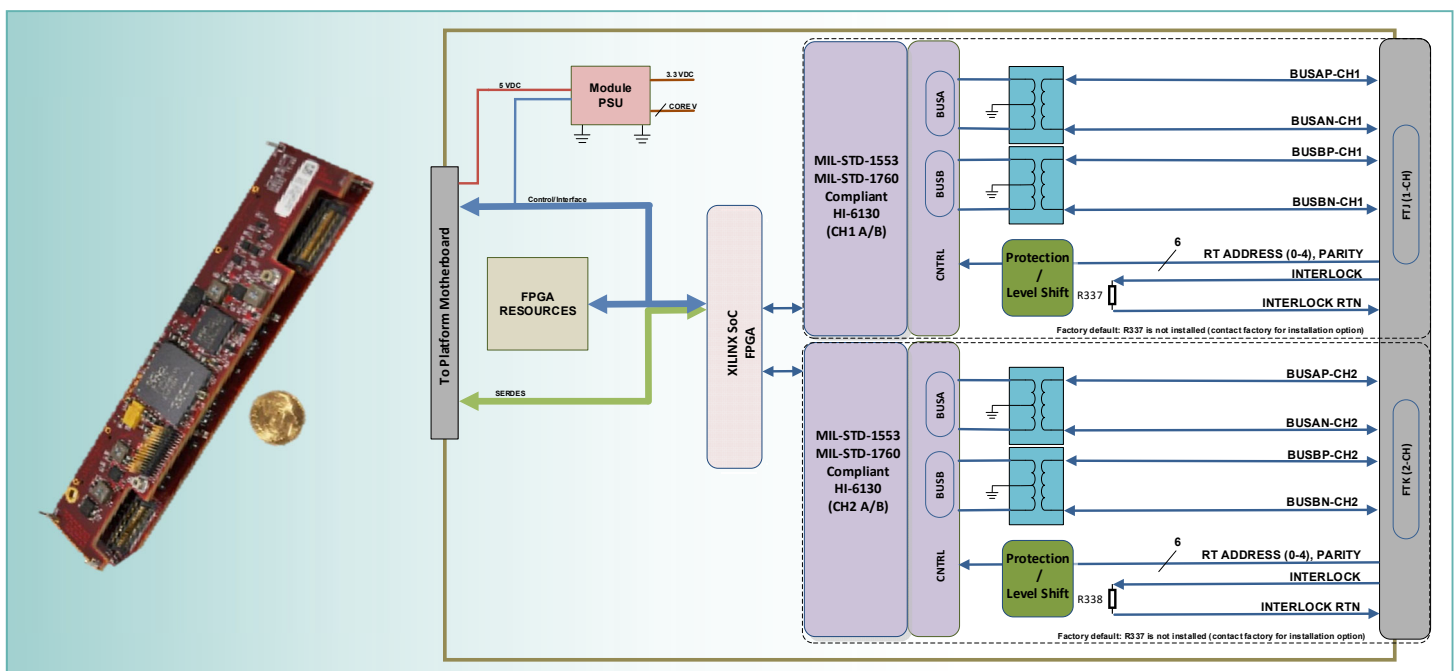 5 VDC
Module
PSU
3.3 VDC
CORE V
To Platform Motherboard
Control/Interface
FPGA
RESOURCES
SERDES
XILINX SoC
FPGA
MIL-STD-1553
MIL-STD-1760
Compliant
HI-6130
(CH1 A/B)
BUSA
BUSB
CNTRL
BUSAP-CH1
BUSAN-CH1
BUSBP-CH1
BUSBN-CH1
Protection
/
Level Shift
6
RT ADDRESS (0-4), PARITY
INTERLOCK
R337
INTERLOCK RTN
Factory default: R337 is not installed (contact factory for installation option)
FTJ (1-CH)
MIL-STD-1553
MIL-STD-1760
Compliant
HI-6130
(CH2 A/B)
BUSA
BUSB
CNTRL
BUSAP-CH2
BUSAN-CH2
BUSBP-CH2
BUSBN-CH2
Protection
/
Level Shift
6
RT ADDRESS (0-4), PARITY
INTERLOCK
R338
INTERLOCK RTN
Factory default: R337 is not installed (contact factory for installation option)
FTK (2-CH)